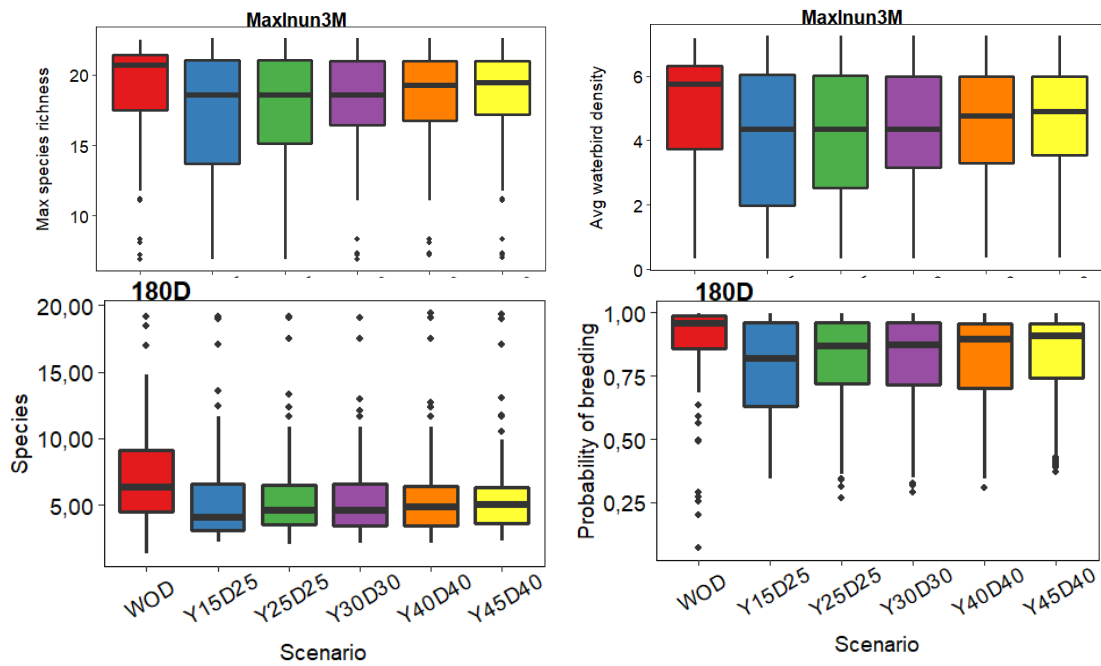 MaxInun3M
Max species richness
20
15
10
MaxInun3M
Avg waterbird density
6
4
2
0
180D
Species
20,00
15,00
10,00
5,00
WOD
Y15D25
Y25D25
Y30D30
Y40D40
Y45D40
Scenario
180D
Probability of breeding
1,00
0,75
0,50
0,25
WOD
Y15D25
Y25D25
Y30D30
Y40D40
Y45D40
Scenario